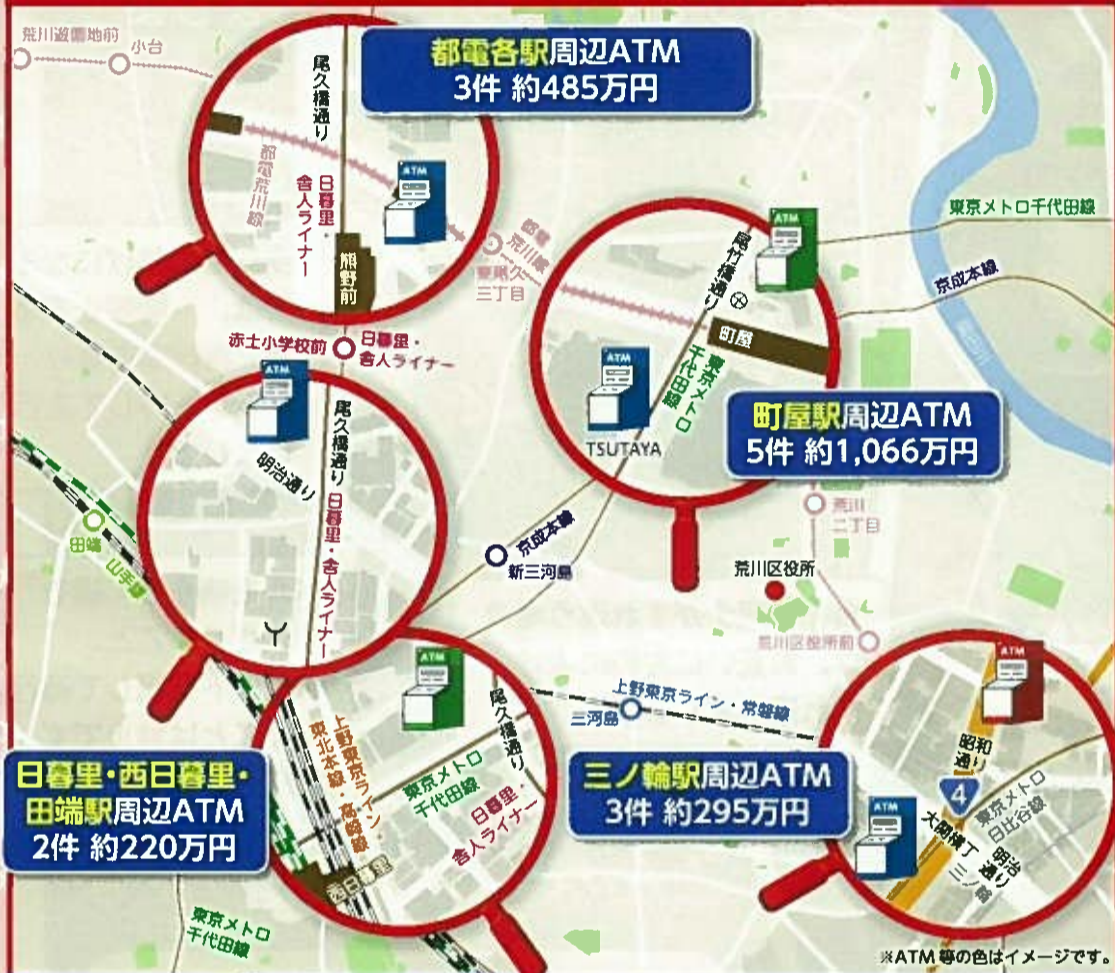 荒川遊園地前
小台
都電各駅周辺ATM
3件 約485万円
尾久橋通り
都電荒川線
日暮里・
舎人ライナー
ATM
熊野前
都電
荒川線
東尾久
三丁目
赤土小学校前
日暮里・
舎人ライナー
ATM
尾竹橋通り
町屋
東京メトロ
千代田線
ATM
TSUTAYA
東京メトロ千代田線
京成本線
町屋駅周辺ATM
5件 約1,066万円
ATM
明治通り
尾久橋通り
日暮里・舎人ライナー
田端
山手線
京成本線
新三河島
荒川
二丁目
荒川区役所
荒川区役所前
ATM
尾久橋通り
上野東京ライン・常磐線
三河島
日暮里・西日暮里・
田端駅周辺ATM
2件 約220万円
上野東京ライン・
東北本線・高崎線
東京メトロ
千代田線
日暮里・
舎人ライナー
西日暮里
東京メトロ
千代田線
三ノ輪駅周辺ATM
3件 約295万円
ATM
昭和
通り
4
東京メトロ
日比谷線
ATM
大関横丁
明治
通り
三ノ輪
※ATM等の色はイメージです。